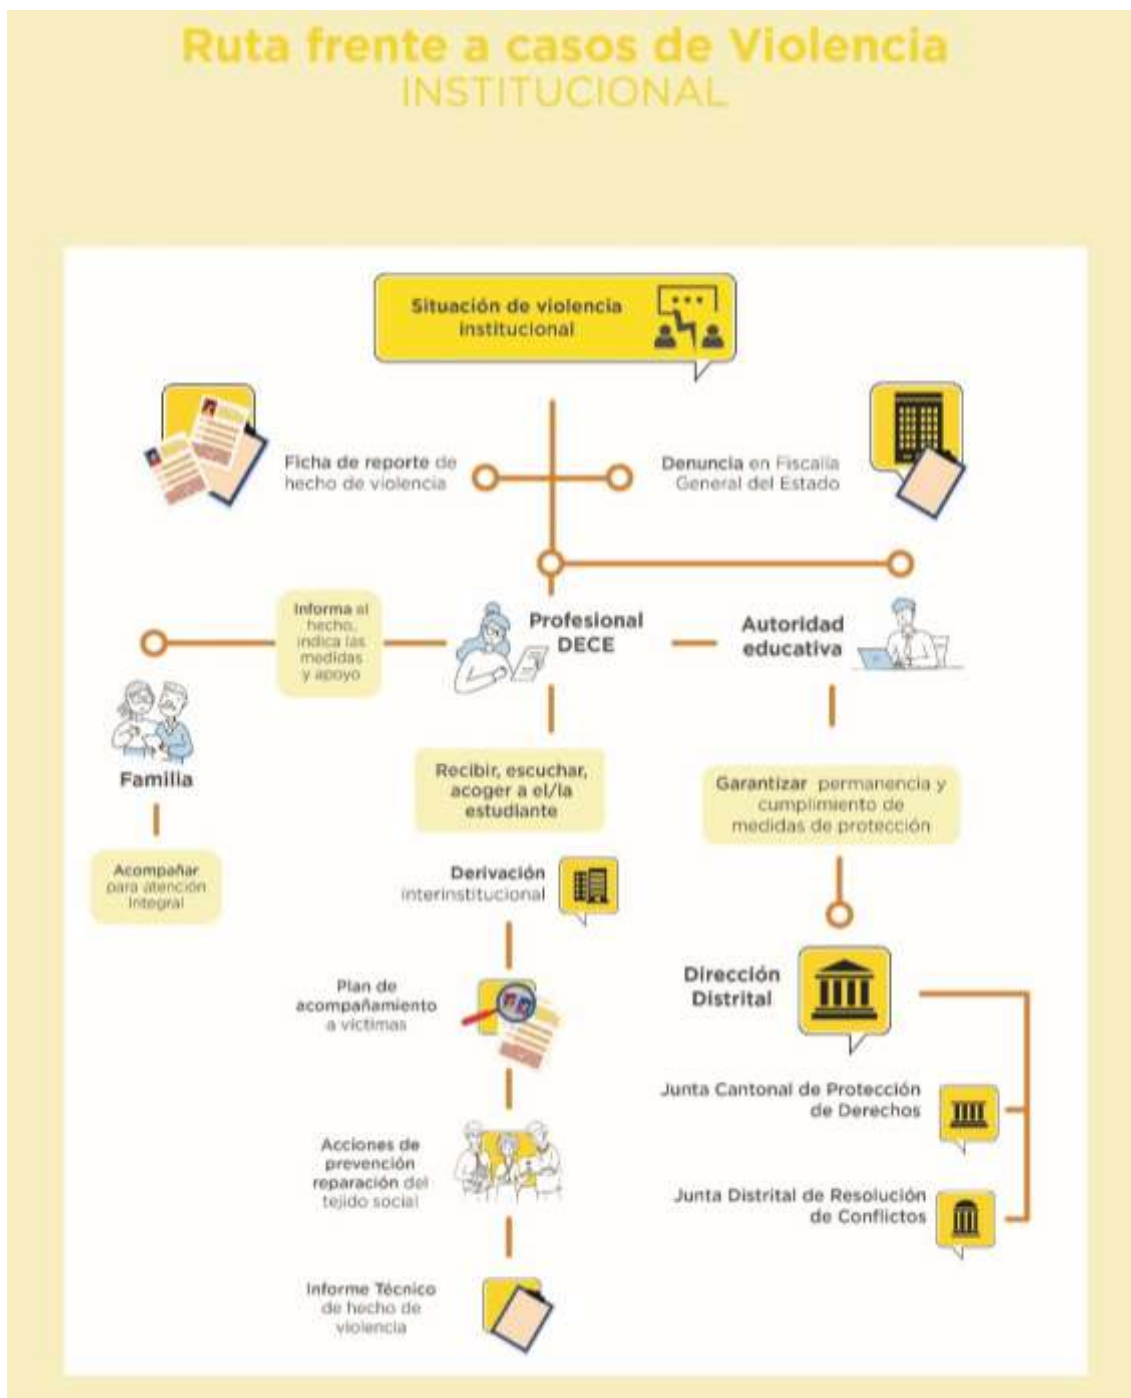 Ruta frente a casos de Violencia
INSTITUCIONAL
Situación de violencia
institucional
Ficha de reporte de
hecho de violencia
Denuncia en Fiscalía
General del Estado
Informa el
hecho,
indica las
medidas
y apoyo
Profesional
DECE
Autoridad
educativa
Familia
Recibir, escuchar,
acoger a el/la
estudiante
Garantizar permanencia y
cumplimiento de
medidas de protección
Acompañar
para atención
integral
Derivación
interinstitucional
Plan de
acompañamiento
a víctimas
Dirección
Distrital
Junta Cantonal de Protección
de Derechos
Acciones de
prevención
reparación del
tejido social
Junta Distrital de Resolución
de Conflictos
Informe Técnico
de hecho de
violencia